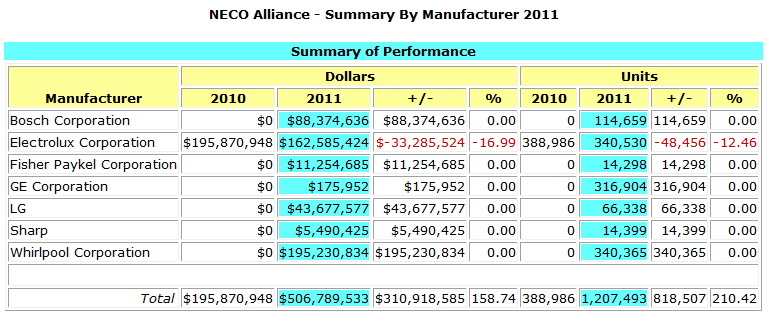 NECO Alliance - Summary By Manufacturer 2011
Summary of Performance
Manufacturer Dollars Units
2010 2011 +/- % 2010 2011 +/- %
Bosch Corporation $0 $88,374,636 $88,374,636 0.00 0 114,659 114,659 0.00
Electrolux Corporation $195,870,948 $162,585,424 $-33,285,524 -16.99 388,986 340,530 -48,456 -12.46
Fisher Paykel Corporation $0 $11,254,685 $11,254,685 0.00 0 14,298 14,298 0.00
GE Corporation $0 $175,952 $175,952 0.00 0 316,904 316,904 0.00
LG $0 $43,677,577 $43,677,577 0.00 0 66,338 66,338 0.00
Sharp $0 $5,490,425 $5,490,425 0.00 0 14,399 14,399 0.00
Whirlpool Corporation $0 $195,230,834 $195,230,834 0.00 0 340,365 340,365 0.00
Total $195,870,948 $506,789,533 $310,918,585 158.74 388,986 1,207,493 818,507 210.42